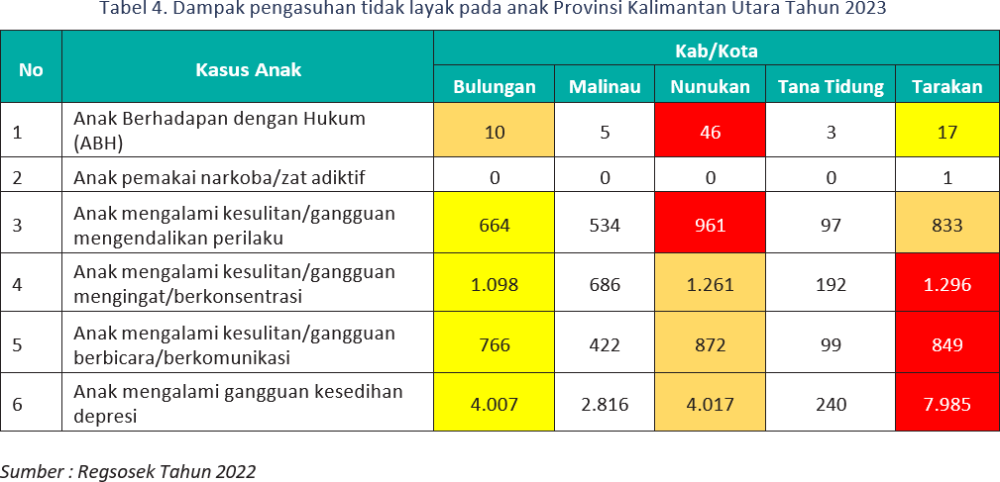 Tabel 4. Dampak pengasuhan tidak layak pada anak Provinsi Kalimantan Utara Tahun 2023
No Kasus Anak Kab/Kota
Bulungan Malinau Nunukan Tana Tidung Tarakan
1 Anak Berhadapan dengan Hukum
(ABH) 10 5 46 3 17
2 Anak pemakai narkoba/zat adiktif 0 0 0 0 1
3 Anak mengalami kesulitan/gangguan
mengendalikan perilaku 664 534 961 97 833
4 Anak mengalami kesulitan/gangguan
mengingat/berkonsentrasi 1.098 686 1.261 192 1.296
5 Anak mengalami kesulitan/gangguan
berbicara/berkomunikasi 766 422 872 99 849
6 Anak mengalami gangguan kesedihan
depresi 4.007 2.816 4.017 240 7.985
Sumber : Regsosek Tahun 2022